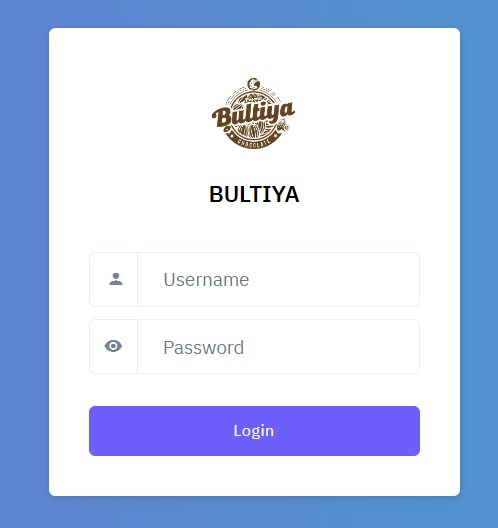 Bultiya
CHOCOLATE
BULTIYA
Username
Password
Login